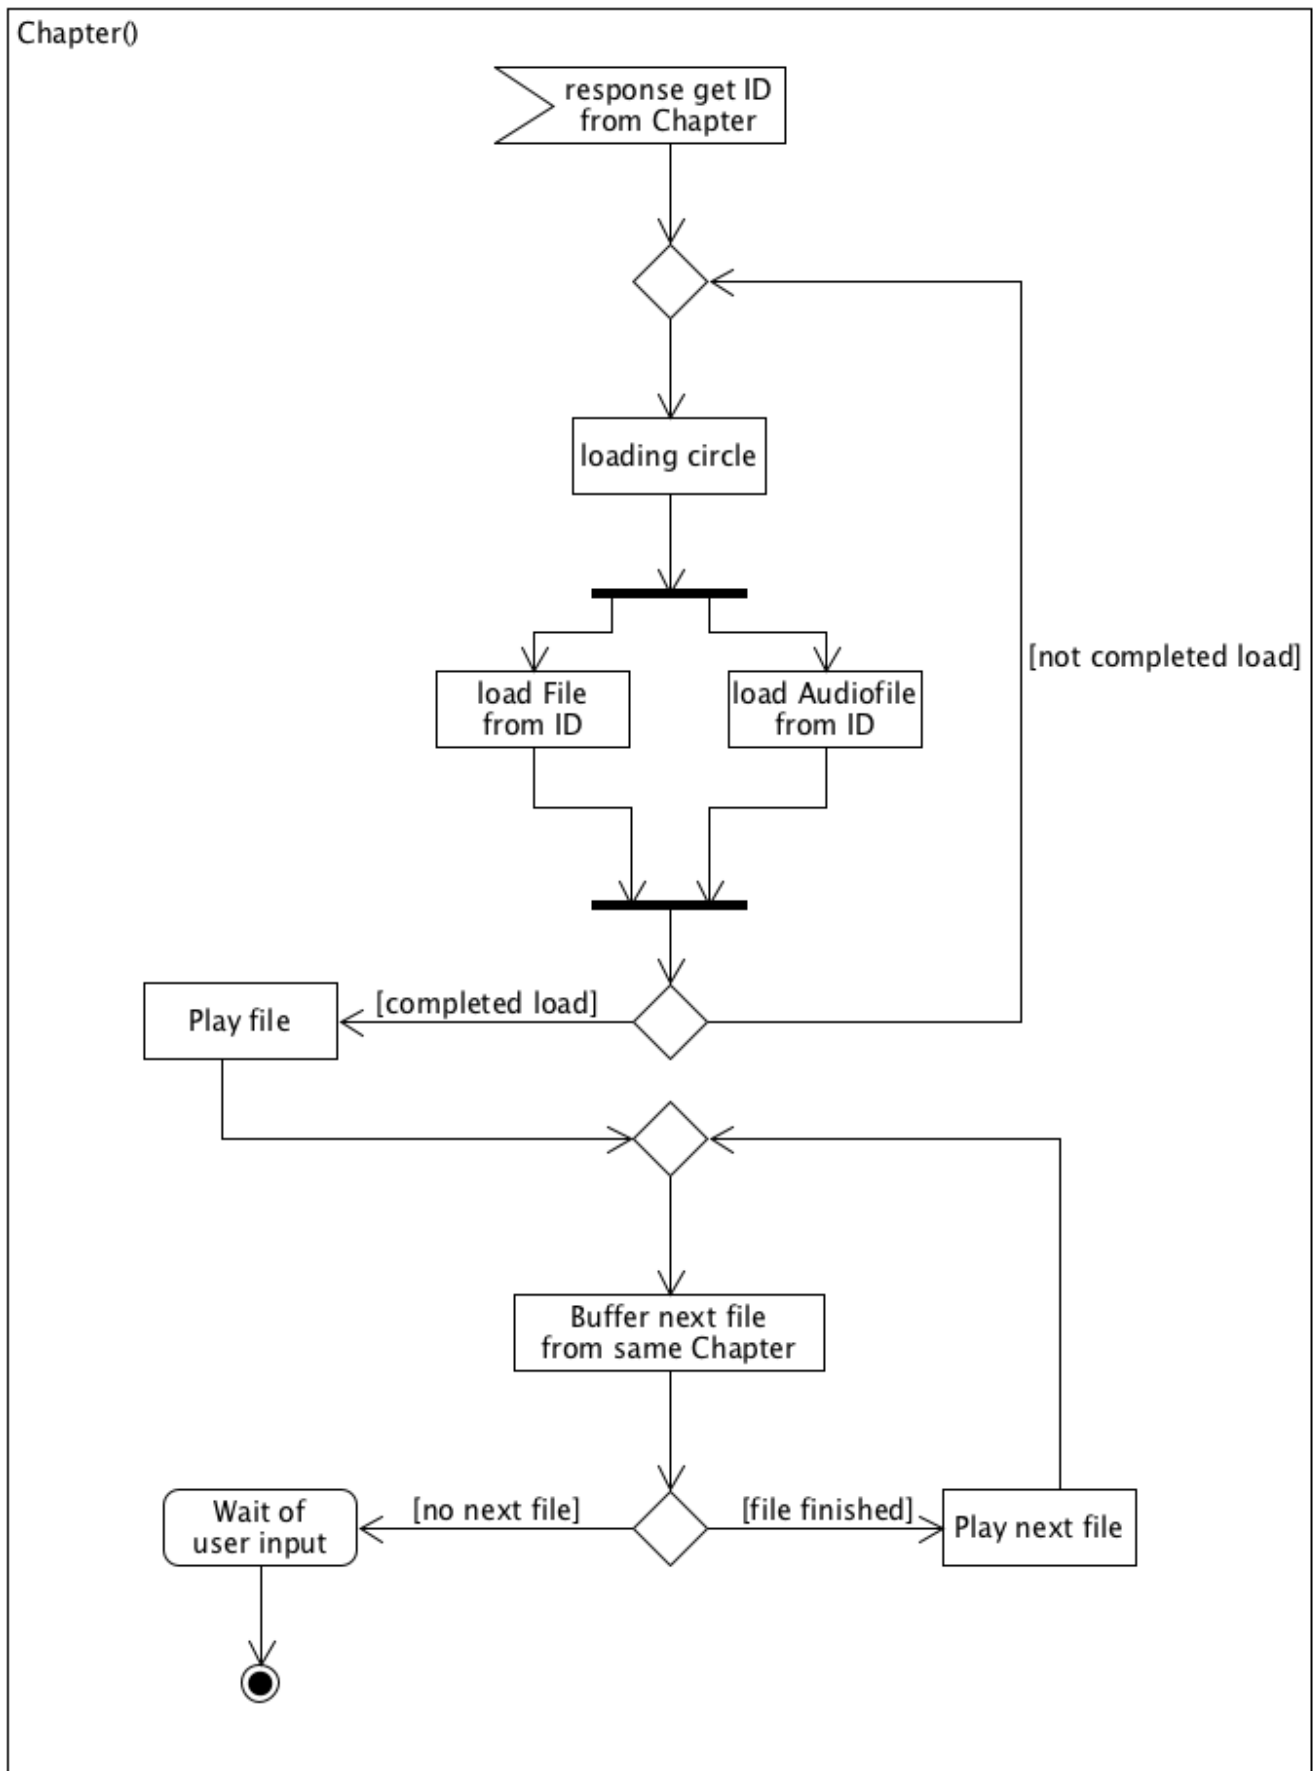 Chapter()
response get ID
from Chapter
loading circle
load File
from ID
load Audiofile
from ID
[not completed load]
[completed load]
Play file
Buffer next file
from same Chapter
Wait of
user input
[no next file]
[file finished]
Play next file